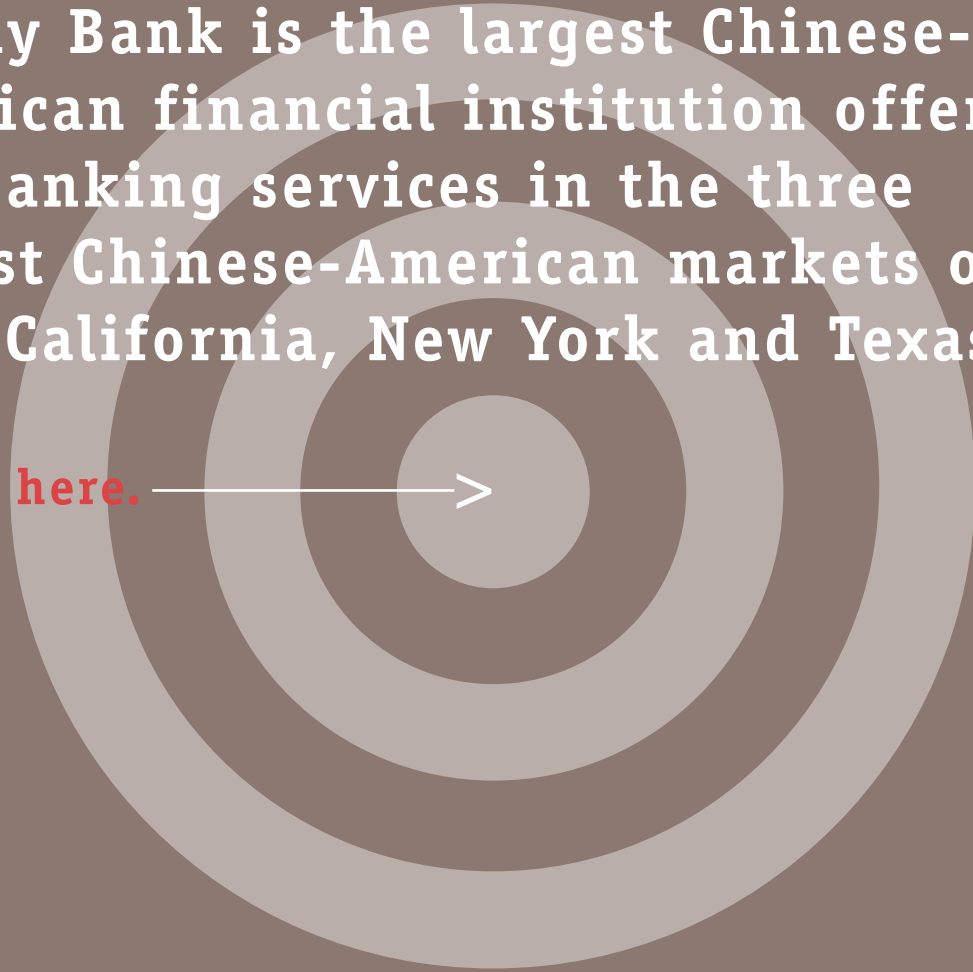 y Bank is the largest Chinese-
ican financial institution offer
anking services in the three
st Chinese-American markets o
California, New York and Texas
here. >